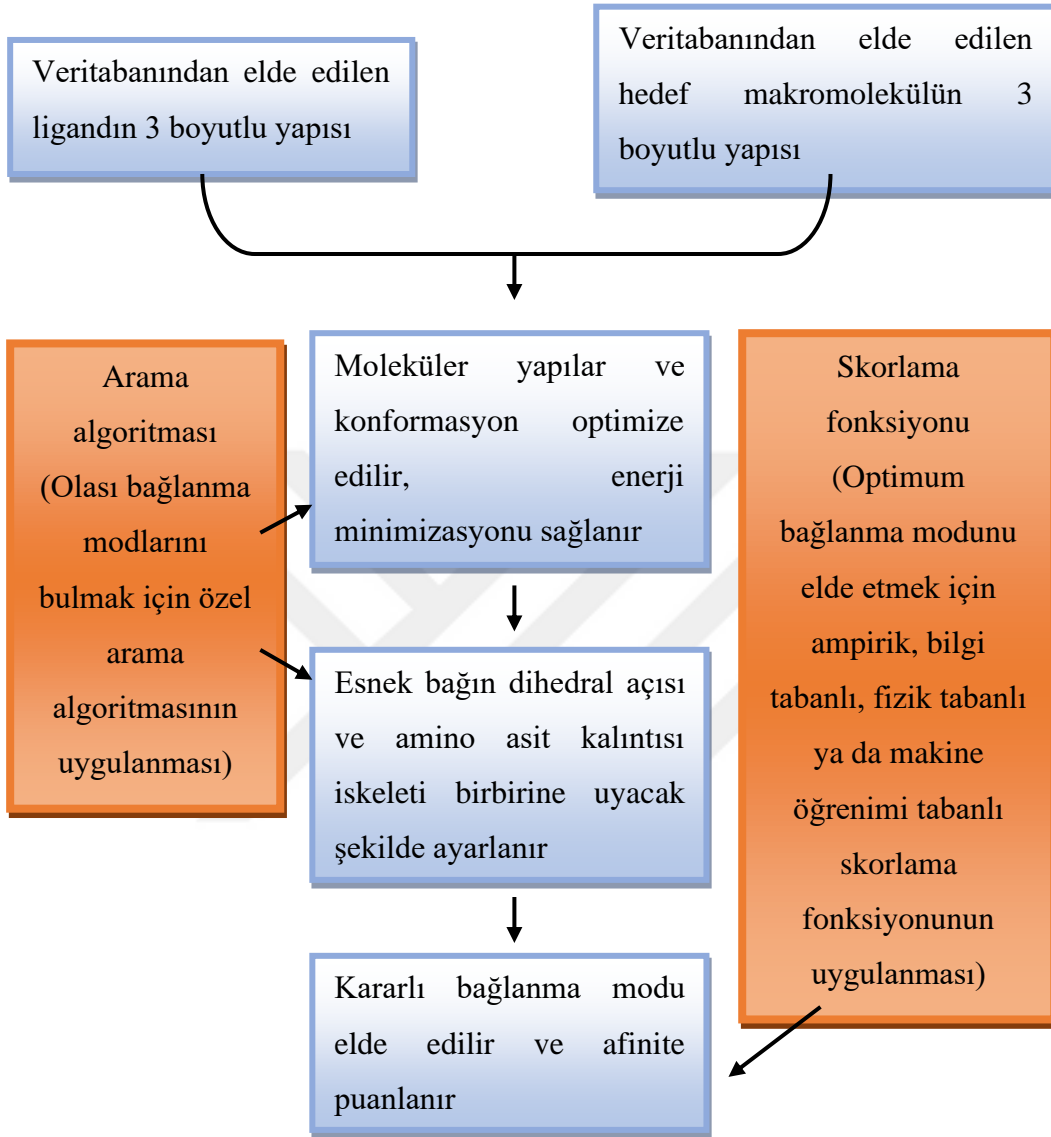 Veritabanından elde edilen
ligandın 3 boyutlu yapısı
Veritabanından elde edilen
hedef makromolekülün 3
boyutlu yapısı
Arama
algoritması
(Olası bağlanma
modlarını
bulmak için özel
arama
algoritmasının
uygulanması)
Moleküler yapılar ve
konformasyon optimize
edilir, enerji
minimizasyonu sağlanır
Esnek bağın dihedral açısı
ve amino asit kalıntısı
iskeleti birbirine uyacak
şekilde ayarlanır
Kararlı bağlanma modu
elde edilir ve afinite
puanlanır
Skorlama
fonksiyonu
(Optimum
bağlanma modunu
elde etmek için
ampirik, bilgi
tabanlı, fizik tabanlı
ya da makine
öğrenimi tabanlı
skorlama
fonksiyonunun
uygulanması)